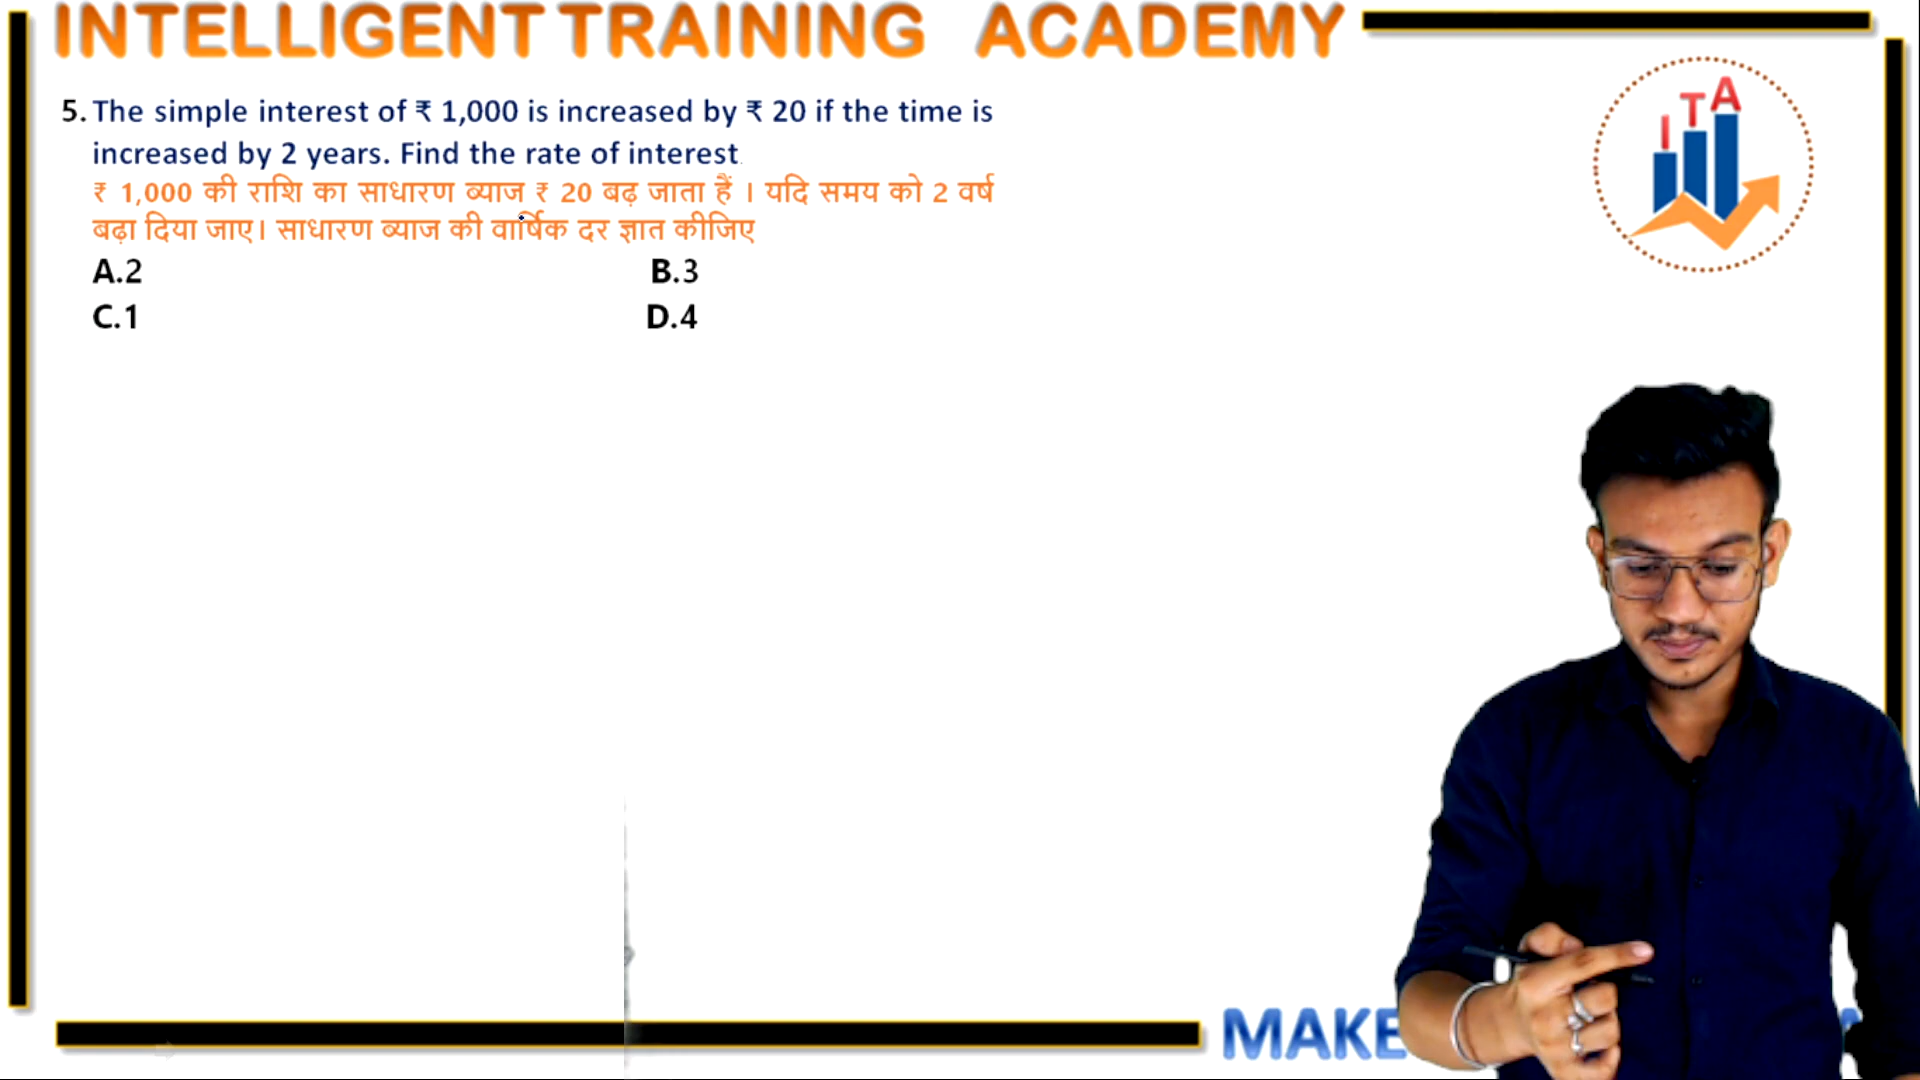 INTELLIGENT TRAINING ACADEMY
I T A
5. The simple interest of ₹ 1,000 is increased by ₹ 20 if the time is
increased by 2 years. Find the rate of interest
₹ 1,000 की राशि का साधारण ब्याज ₹ 20 बढ़ जाता हैं । यदि समय को 2 वर्ष
बढ़ा दिया जाए। साधारण ब्याज की वार्षिक दर ज्ञात कीजिए
A.2 B.3
C.1 D.4
MAKE